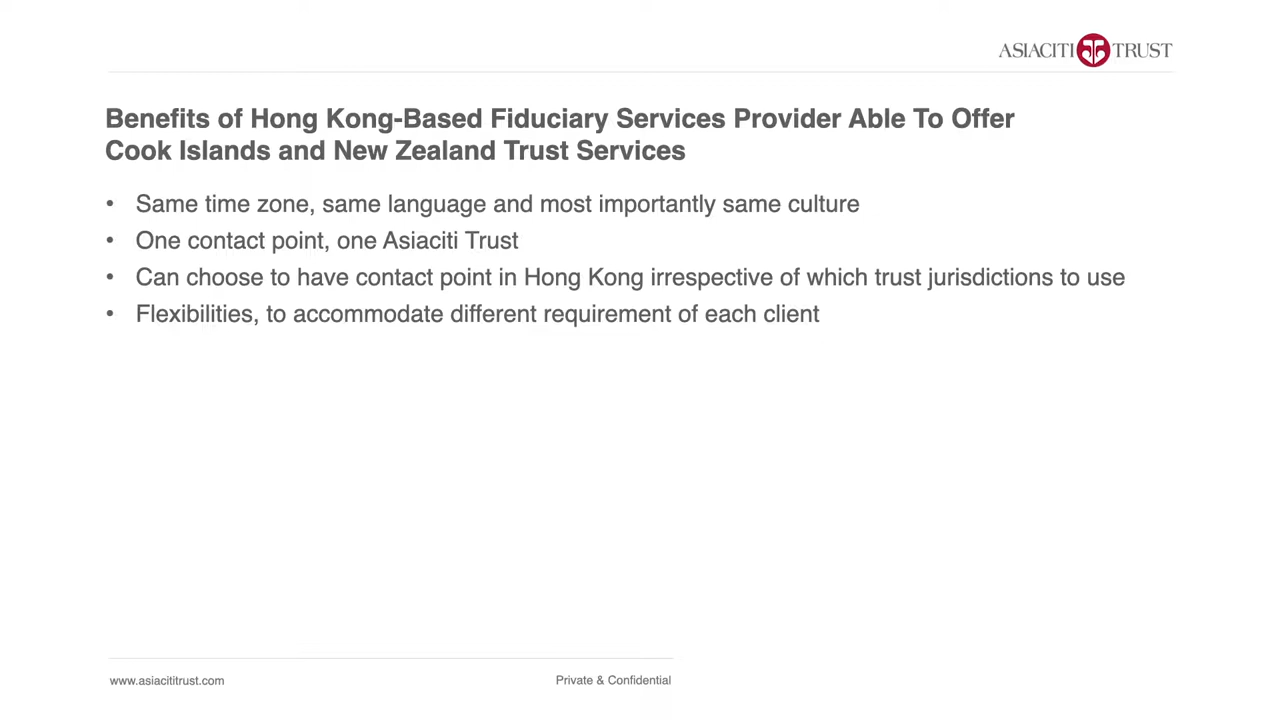 ASIACITI TRUST
Benefits of Hong Kong-Based Fiduciary Services Provider Able To Offer
Cook Islands and New Zealand Trust Services
• Same time zone, same language and most importantly same culture
• One contact point, one Asiaciti Trust
• Can choose to have contact point in Hong Kong irrespective of which trust jurisdictions to use
• Flexibilities, to accommodate different requirement of each client
www.asiacititrust.com
Private & Confidential